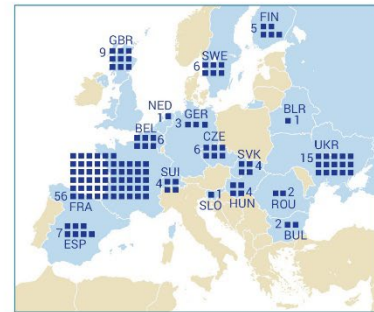 FIN
5
GBR
9
SWE
6
NED
1
GER
3
BLR
1
BEL
6
CZE
6
UKR
15
SVK
4
SUI
4
56
FRA
SLO
1
HUN
4
ROU
2
7
ESP
2
BUL